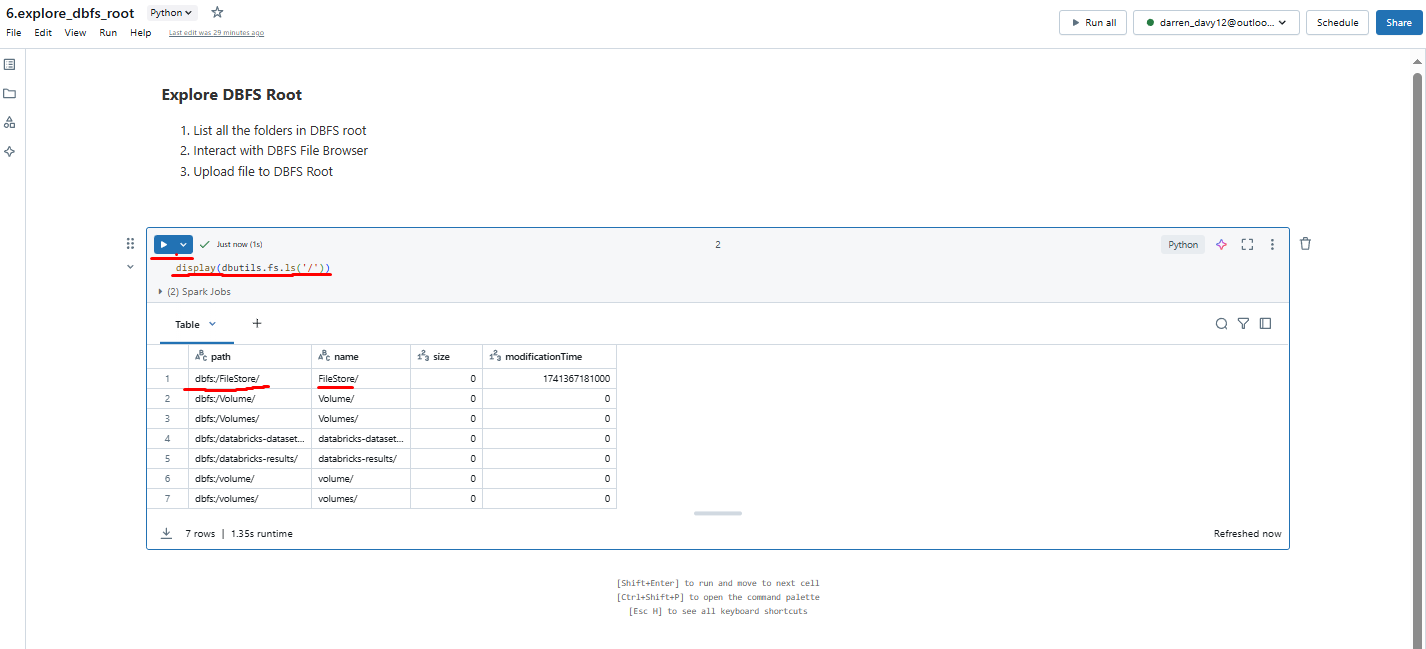 6.explore_dbfs_root Python
File Edit View Run Help Last edit was 29 minutes ago
Run all darren_davy12@outloo... Schedule Share
Explore DBFS Root
1. List all the folders in DBFS root
2. Interact with DBFS File Browser
3. Upload file to DBFS Root
Just now (1s) 2 Python
display(dbutils.fs.ls('/'))
(2) Spark Jobs
Table +
path name size modificationTime
1 dbfs:/FileStore/ FileStore/ 0 1741367181000
2 dbfs:/Volume/ Volume/ 0 0
3 dbfs:/Volumes/ Volumes/ 0 0
4 dbfs:/databricks-dataset... databricks-dataset... 0 0
5 dbfs:/databricks-results/ databricks-results/ 0 0
6 dbfs:/volume/ volume/ 0 0
7 dbfs:/volumes/ volumes/ 0 0
7 rows | 1.35s runtime Refreshed now
[Shift+Enter] to run and move to next cell
[Ctrl+Shift+P] to open the command palette
[Esc H] to see all keyboard shortcuts